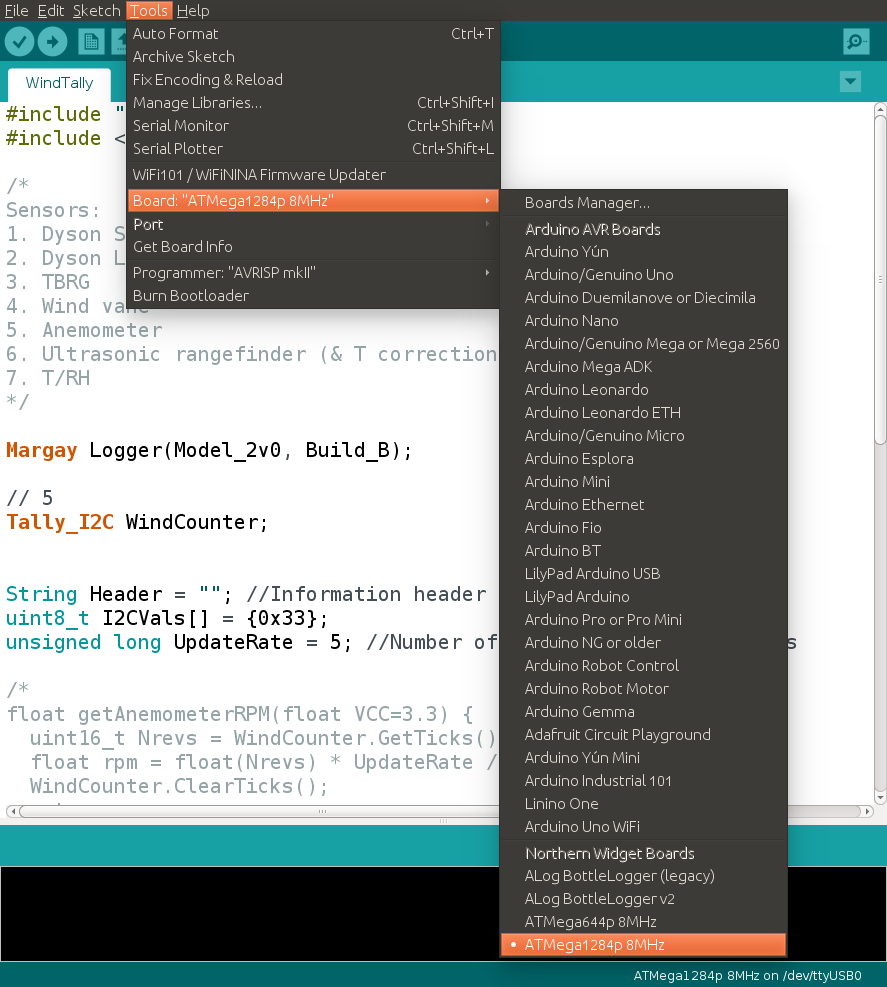 File Edit Sketch Tools Help
Auto Format Ctrl+T
Archive Sketch
Fix Encoding & Reload
Manage Libraries... Ctrl+Shift+I
Serial Monitor Ctrl+Shift+M
Serial Plotter Ctrl+Shift+L
WiFi101 / WiFiNINA Firmware Updater
Board: "ATMega1284p 8MHz"
Port
Get Board Info
Programmer: "AVRISP mkII"
Burn Bootloader
Boards Manager...
Arduino AVR Boards
Arduino Yún
Arduino/Genuino Uno
Arduino Duemilanove or Diecimila
Arduino Nano
Arduino/Genuino Mega or Mega 2560
Arduino Mega ADK
Arduino Leonardo
Arduino Leonardo ETH
Arduino/Genuino Micro
Arduino Esplora
Arduino Mini
Arduino Ethernet
Arduino Fio
Arduino BT
LilyPad Arduino USB
LilyPad Arduino
Arduino Pro or Pro Mini
Arduino NG or older
Arduino Robot Control
Arduino Robot Motor
Arduino Gemma
Adafruit Circuit Playground
Arduino Yún Mini
Arduino Industrial 101
Linino One
Arduino Uno WiFi
Northern Widget Boards
ALog BottleLogger (legacy)
ALog BottleLogger v2
ATMega644p 8MHz
ATMega1284p 8MHz
WindTally
#include "
#include <
/*
Sensors:
1. Dyson S
2. Dyson L
3. TBRG
4. Wind vane
5. Anemometer
6. Ultrasonic rangefinder (& T correction
7. T/RH
*/
Margay Logger(Model_2v0, Build_B);
// 5
Tally_I2C WindCounter;
String Header = ""; //Information header
uint8_t I2CVals[] = {0x33};
unsigned long UpdateRate = 5; //Number of s
/*
float getAnemometerRPM(float VCC=3.3) {
uint16_t Nrevs = WindCounter.GetTicks()
float rpm = float(Nrevs) * UpdateRate /
WindCounter.ClearTicks();
ATMega1284p 8MHz on /dev/ttyUSB0